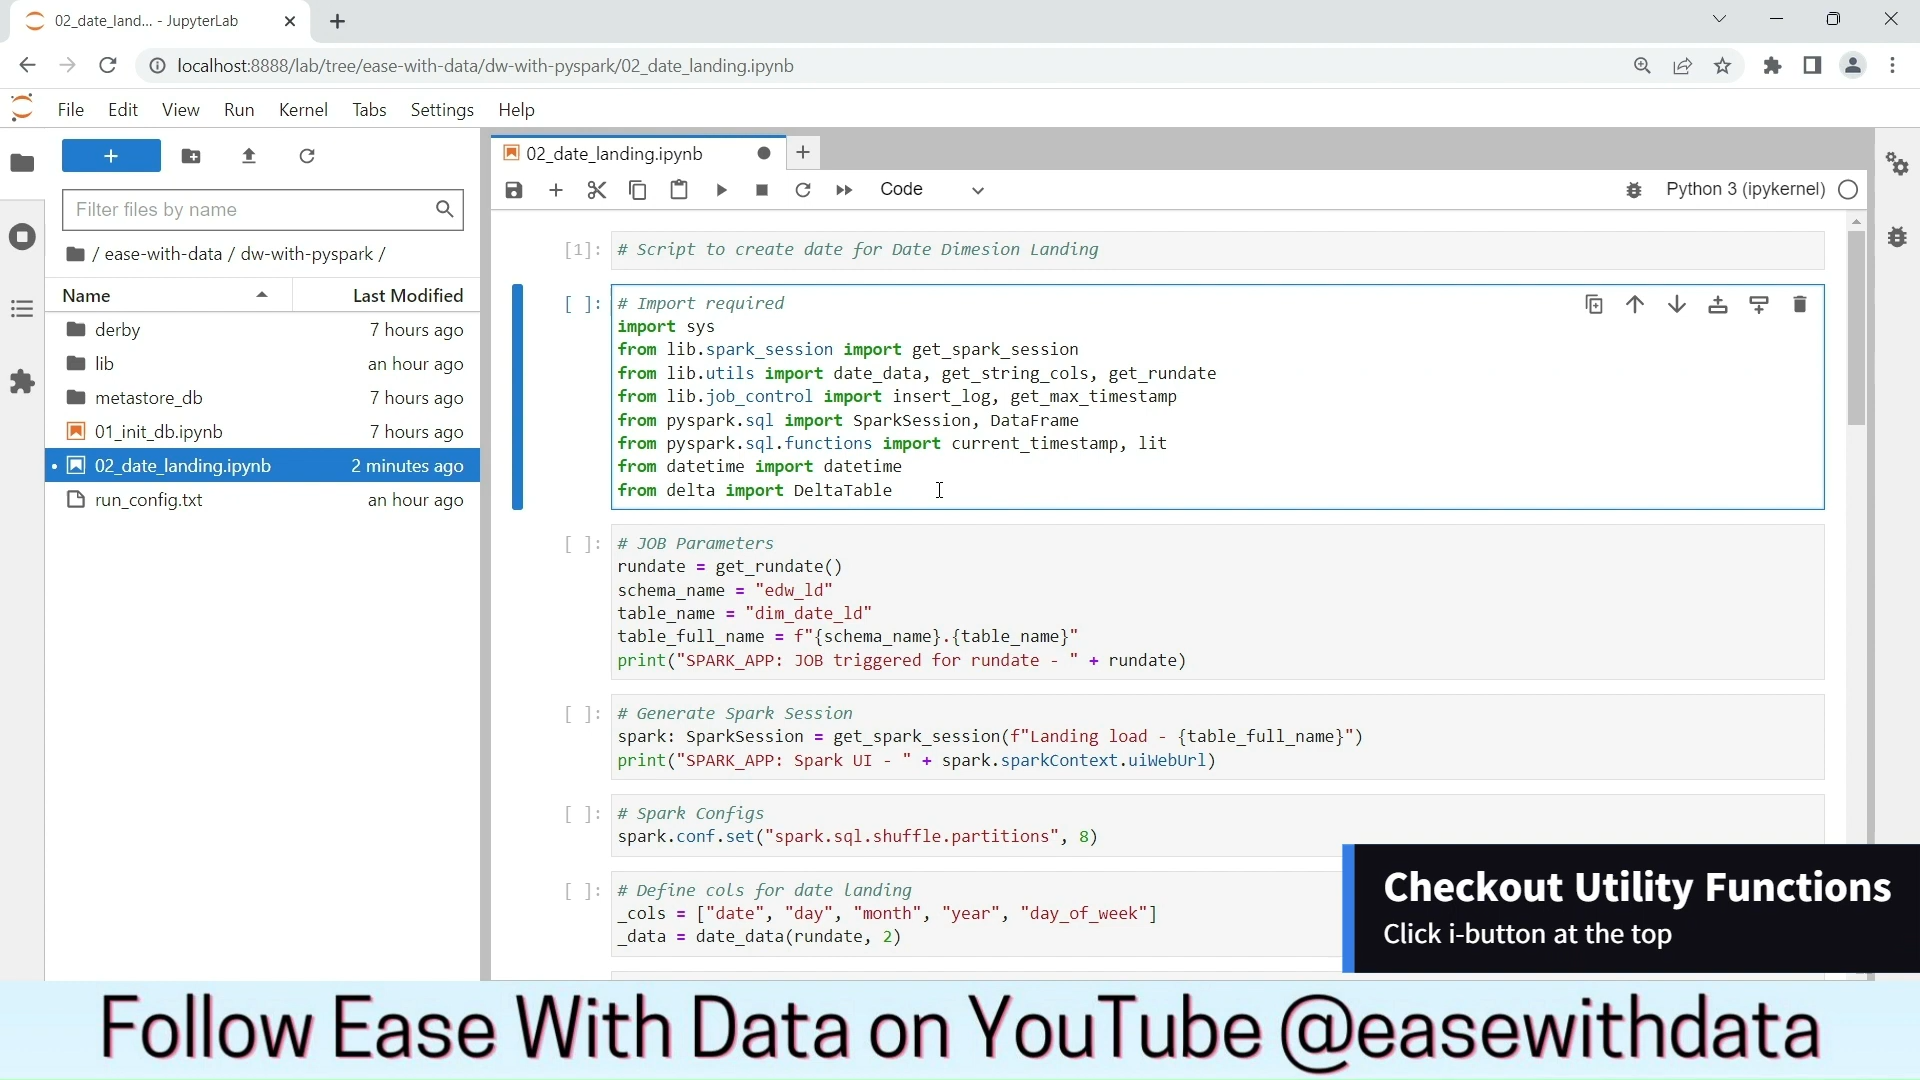 02_date_land... - JupyterLab
localhost:8888/lab/tree/ease-with-data/dw-with-pyspark/02_date_landing.ipynb
File Edit View Run Kernel Tabs Settings Help
Filter files by name
/ ease-with-data / dw-with-pyspark /
Name Last Modified
derby 7 hours ago
lib an hour ago
metastore_db 7 hours ago
01_init_db.ipynb 7 hours ago
02_date_landing.ipynb 2 minutes ago
run_config.txt an hour ago
02_date_landing.ipynb
Code
Python 3 (ipykernel)
[1]: # Script to create date for Date Dimesion Landing
[ ]: # Import required
import sys
from lib.spark_session import get_spark_session
from lib.utils import date_data, get_string_cols, get_rundate
from lib.job_control import insert_log, get_max_timestamp
from pyspark.sql import SparkSession, DataFrame
from pyspark.sql.functions import current_timestamp, lit
from datetime import datetime
from delta import DeltaTable
[ ]: # JOB Parameters
rundate = get_rundate()
schema_name = "edw_ld"
table_name = "dim_date_ld"
table_full_name = f"{schema_name}.{table_name}"
print("SPARK_APP: JOB triggered for rundate - " + rundate)
[ ]: # Generate Spark Session
spark: SparkSession = get_spark_session(f"Landing load - {table_full_name}")
print("SPARK_APP: Spark UI - " + spark.sparkContext.uiWebUrl)
[ ]: # Spark Configs
spark.conf.set("spark.sql.shuffle.partitions", 8)
[ ]: # Define cols for date landing
_cols = ["date", "day", "month", "year", "day_of_week"]
_data = date_data(rundate, 2)
Checkout Utility Functions
Click i-button at the top
Follow Ease With Data on YouTube @easewithdata